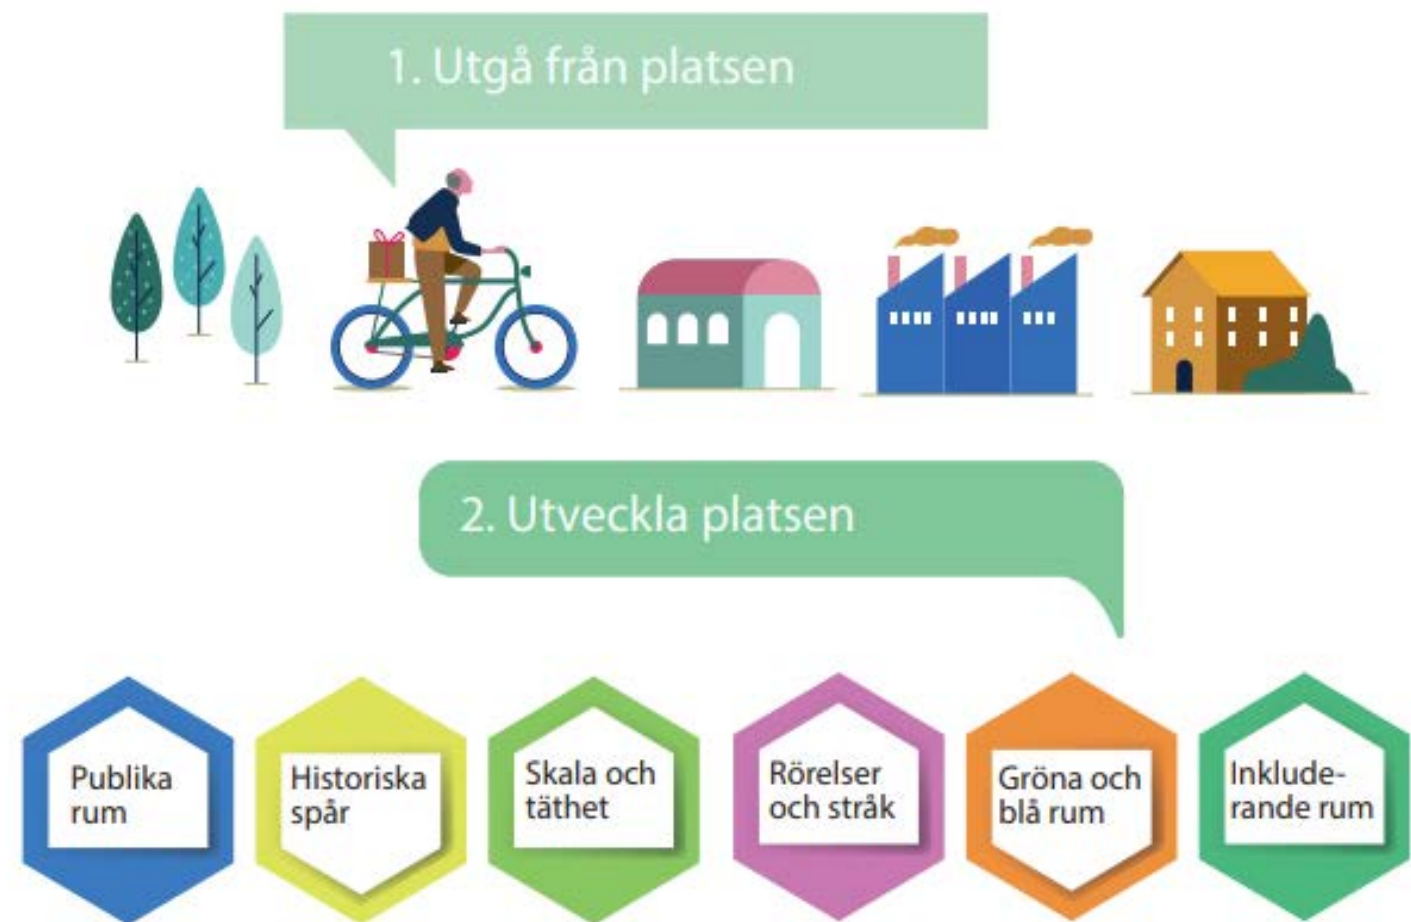 1. Utgå från platsen
2. Utveckla platsen
Publika
rum
Historiska
spår
Skala och
täthet
Rörelser
och stråk
Gröna och
blå rum
Inklude-
rande rum